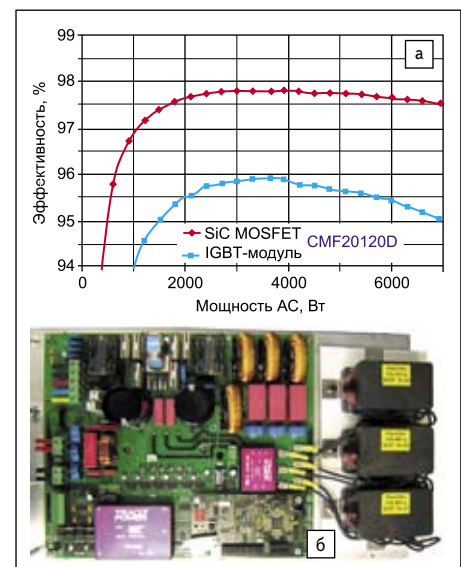 99
98
97
96
95
94
Эффективность, %
а
SiC MOSFET
IGBT-модуль
CMF20120D
0
2000
4000
6000
Мощность AC, Вт
TRACO
POWER
б